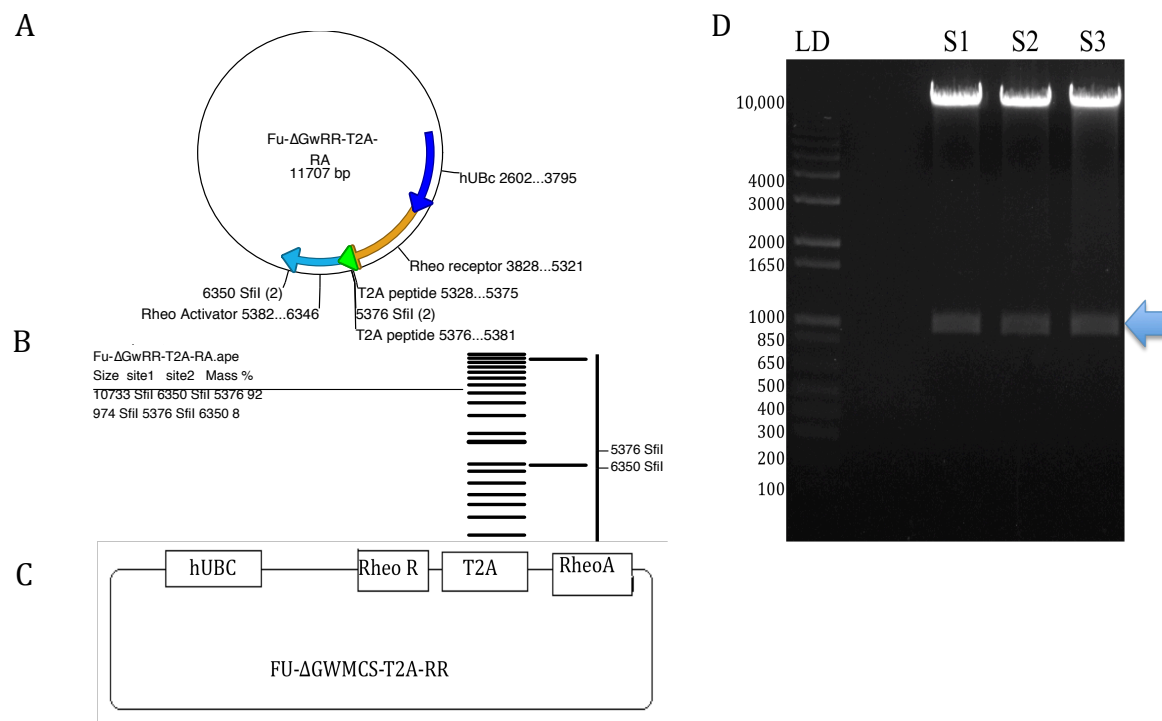 A
Fu-ΔGwRR-T2A-
RA
11707 bp
hUBc 2602...3795
Rheo receptor 3828...5321
6350 SfiI (2)
T2A peptide 5328...5375
Rheo Activator 5382...6346
5376 SfiI (2)
T2A peptide 5376...5381
B
Fu-ΔGwRR-T2A-RA.ape
Size site1 site2 Mass %
10733 SfiI 6350 SfiI 5376 92
974 SfiI 5376 SfiI 6350 8
5376 SfiI
6350 SfiI
C
hUBC
Rheo R
T2A
RheoA
FU-ΔGWMCS-T2A-RR
D
LD S1 S2 S3
10,000
4000
3000
2000
1650
1000
850
650
500
400
300
200
100